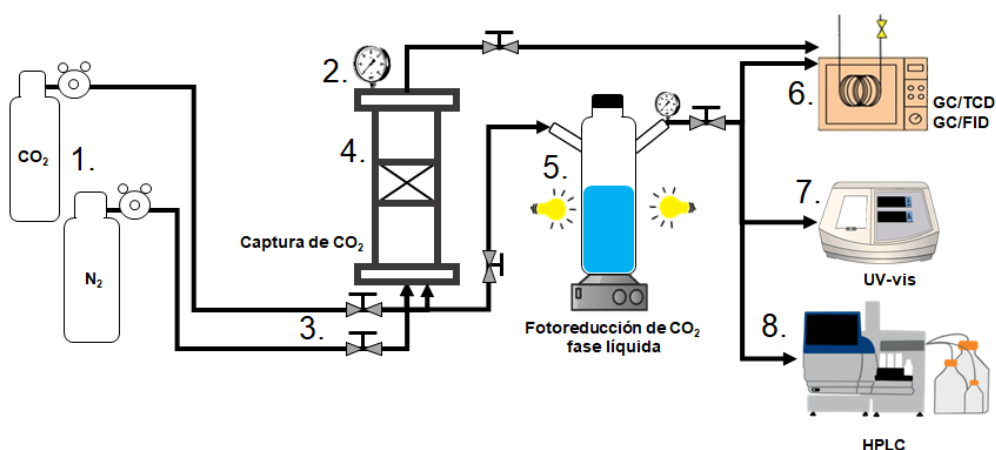 1.
CO₂
N₂
2.
4.
Captura de CO₂
3.
5.
Fotoreducción de CO₂
fase líquida
6.
GC/TCD
GC/FID
7.
UV-vis
8.
HPLC